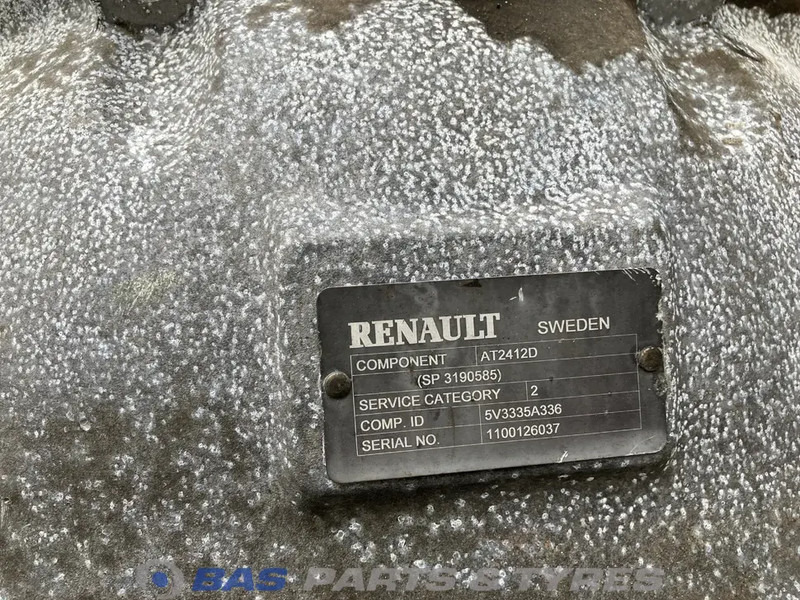 RENAULT SWEDEN
COMPONENT AT2412D
(SP 3190585)
SERVICE CATEGORY 2
COMP. ID 5V3335A336
SERIAL NO. 1100126037
BAS PARTS & TYRES